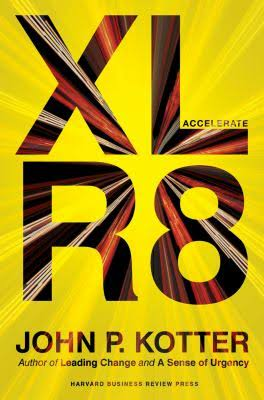 XL
ACCELERATE
R8
JOHN P. KOTTER
Author of Leading Change and A Sense of Urgency
HARVARD BUSINESS REVIEW PRESS